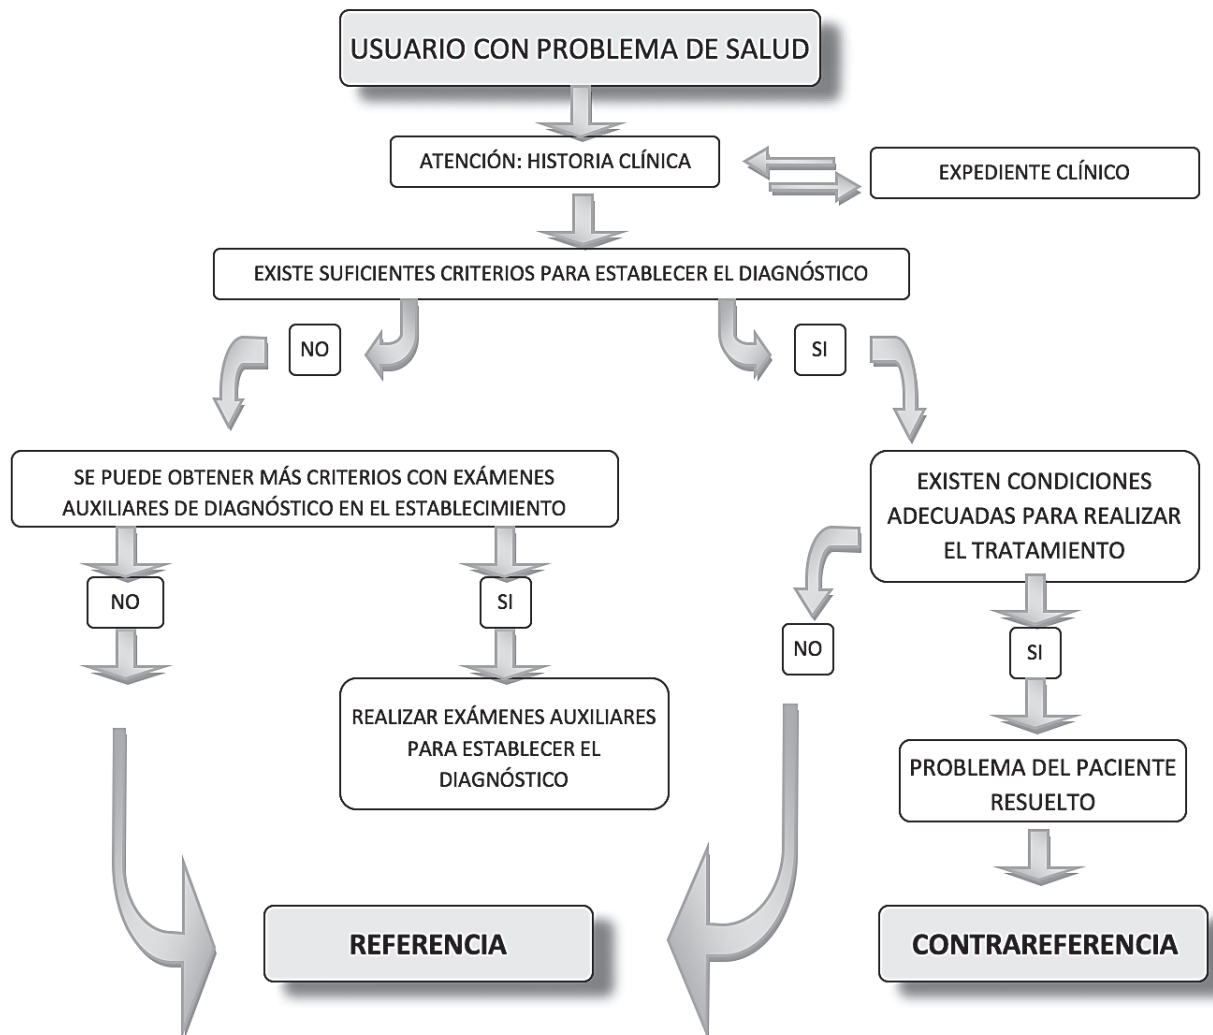 USUARIO CON PROBLEMA DE SALUD
ATENCIÓN: HISTORIA CLÍNICA
EXPEDIENTE CLÍNICO
EXISTE SUFICIENTES CRITERIOS PARA ESTABLECER EL DIAGNÓSTICO
NO
SI
SE PUEDE OBTENER MÁS CRITERIOS CON EXÁMENES
AUXILIARES DE DIAGNÓSTICO EN EL ESTABLECIMIENTO
EXISTEN CONDICIONES
ADECUADAS PARA REALIZAR
EL TRATAMIENTO
NO
SI
NO
SI
REALIZAR EXÁMENES AUXILIARES
PARA ESTABLECER EL
DIAGNÓSTICO
PROBLEMA DEL PACIENTE
RESUELTO
REFERENCIA
CONTRAREFERENCIA